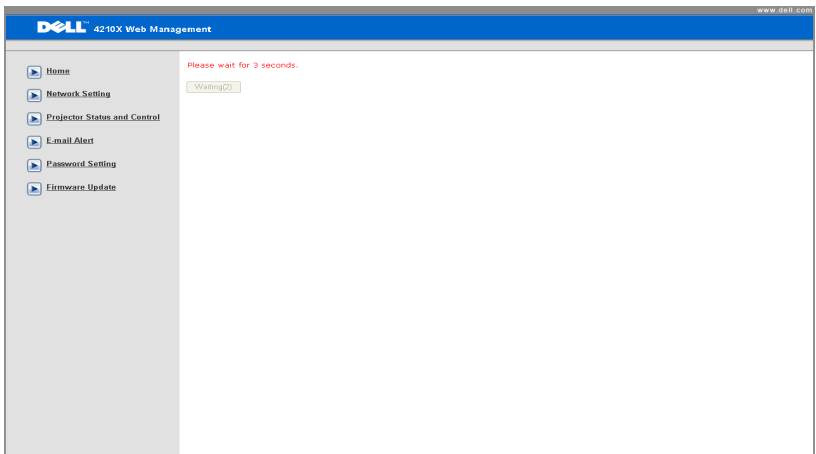 www.dell.com
DELL™ 4210X Web Management
Home
Network Setting
Projector Status and Control
E-mail Alert
Password Setting
Firmware Update
Please wait for 3 seconds.
Waiting(2)